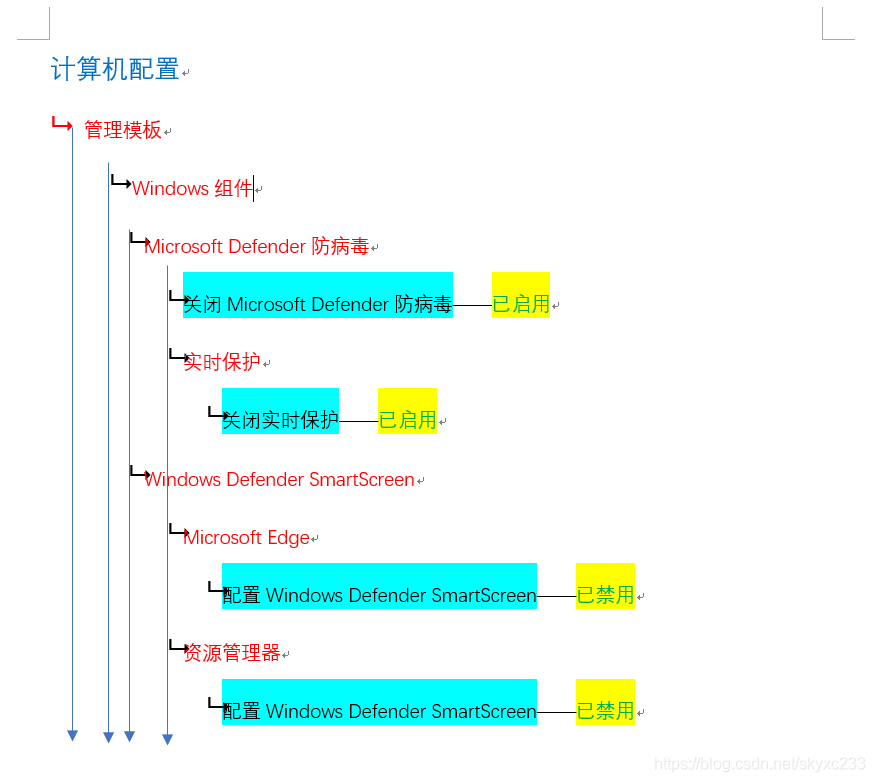 计算机配置
管理模板
Windows 组件
Microsoft Defender 防病毒
关闭 Microsoft Defender 防病毒 已启用
实时保护
关闭实时保护 已启用
Windows Defender SmartScreen
Microsoft Edge
配置 Windows Defender SmartScreen 已禁用
资源管理器
配置 Windows Defender SmartScreen 已禁用
https://blog.csdn.net/skyxc233